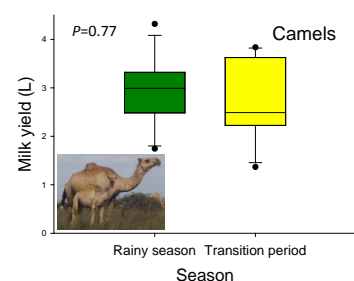 P=0.77
Camels
4
3
2
1
0
Milk yield (L)
Rainy season Transition period
Season